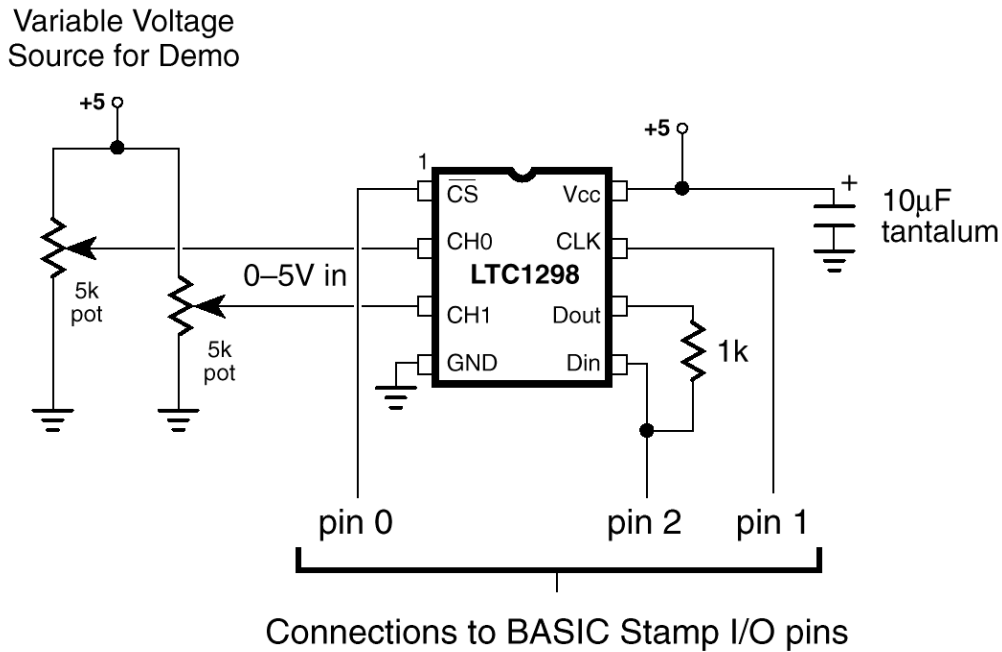 Variable Voltage
Source for Demo
+5
5k
pot
5k
pot
0–5V in
1
CS
CH0
CH1
GND
LTC1298
Vcc
CLK
Dout
Din
+5
+
10µF
tantalum
1k
pin 0
pin 2
pin 1
Connections to BASIC Stamp I/O pins